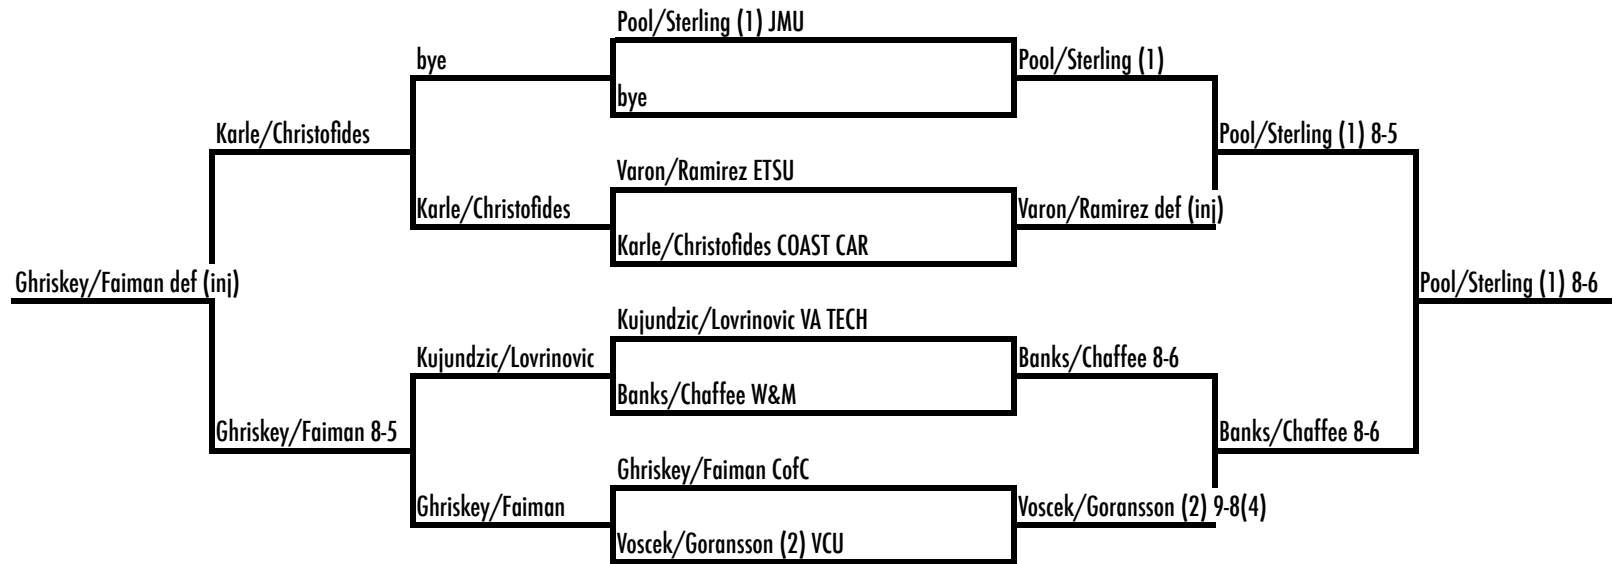 Pool/Sterling (1) JMU
bye
Pool/Sterling (1)
bye
Karle/Christofides
Pool/Sterling (1) 8-5
Varon/Ramirez ETSU
Karle/Christofides
Varon/Ramirez def (inj)
Karle/Christofides COAST CAR
Ghriskey/Faiman def (inj)
Pool/Sterling (1) 8-6
Kujundzic/Lovrinovic VA TECH
Kujundzic/Lovrinovic
Banks/Chaffee 8-6
Banks/Chaffee W&M
Ghriskey/Faiman 8-5
Banks/Chaffee 8-6
Ghriskey/Faiman CofC
Ghriskey/Faiman
Voscek/Goransson (2) 9-8(4)
Voscek/Goransson (2) VCU